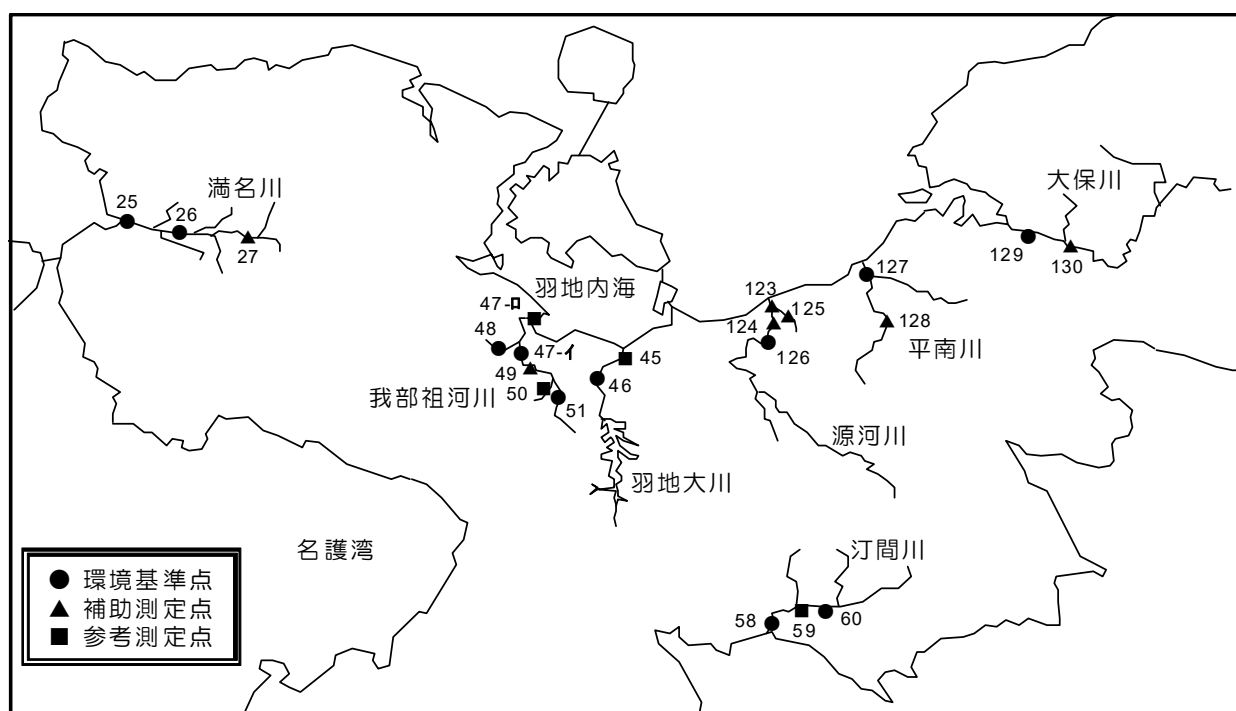 満名川
25
26
27
大保川
129
130
羽地内海
47-ロ
48
47-イ
49
50
51
我部祖河川
45
46
羽地大川
123
124
125
126
127
128
平南川
源河川
名護湾
汀間川
58
59
60
環境基準点
補助測定点
参考測定点